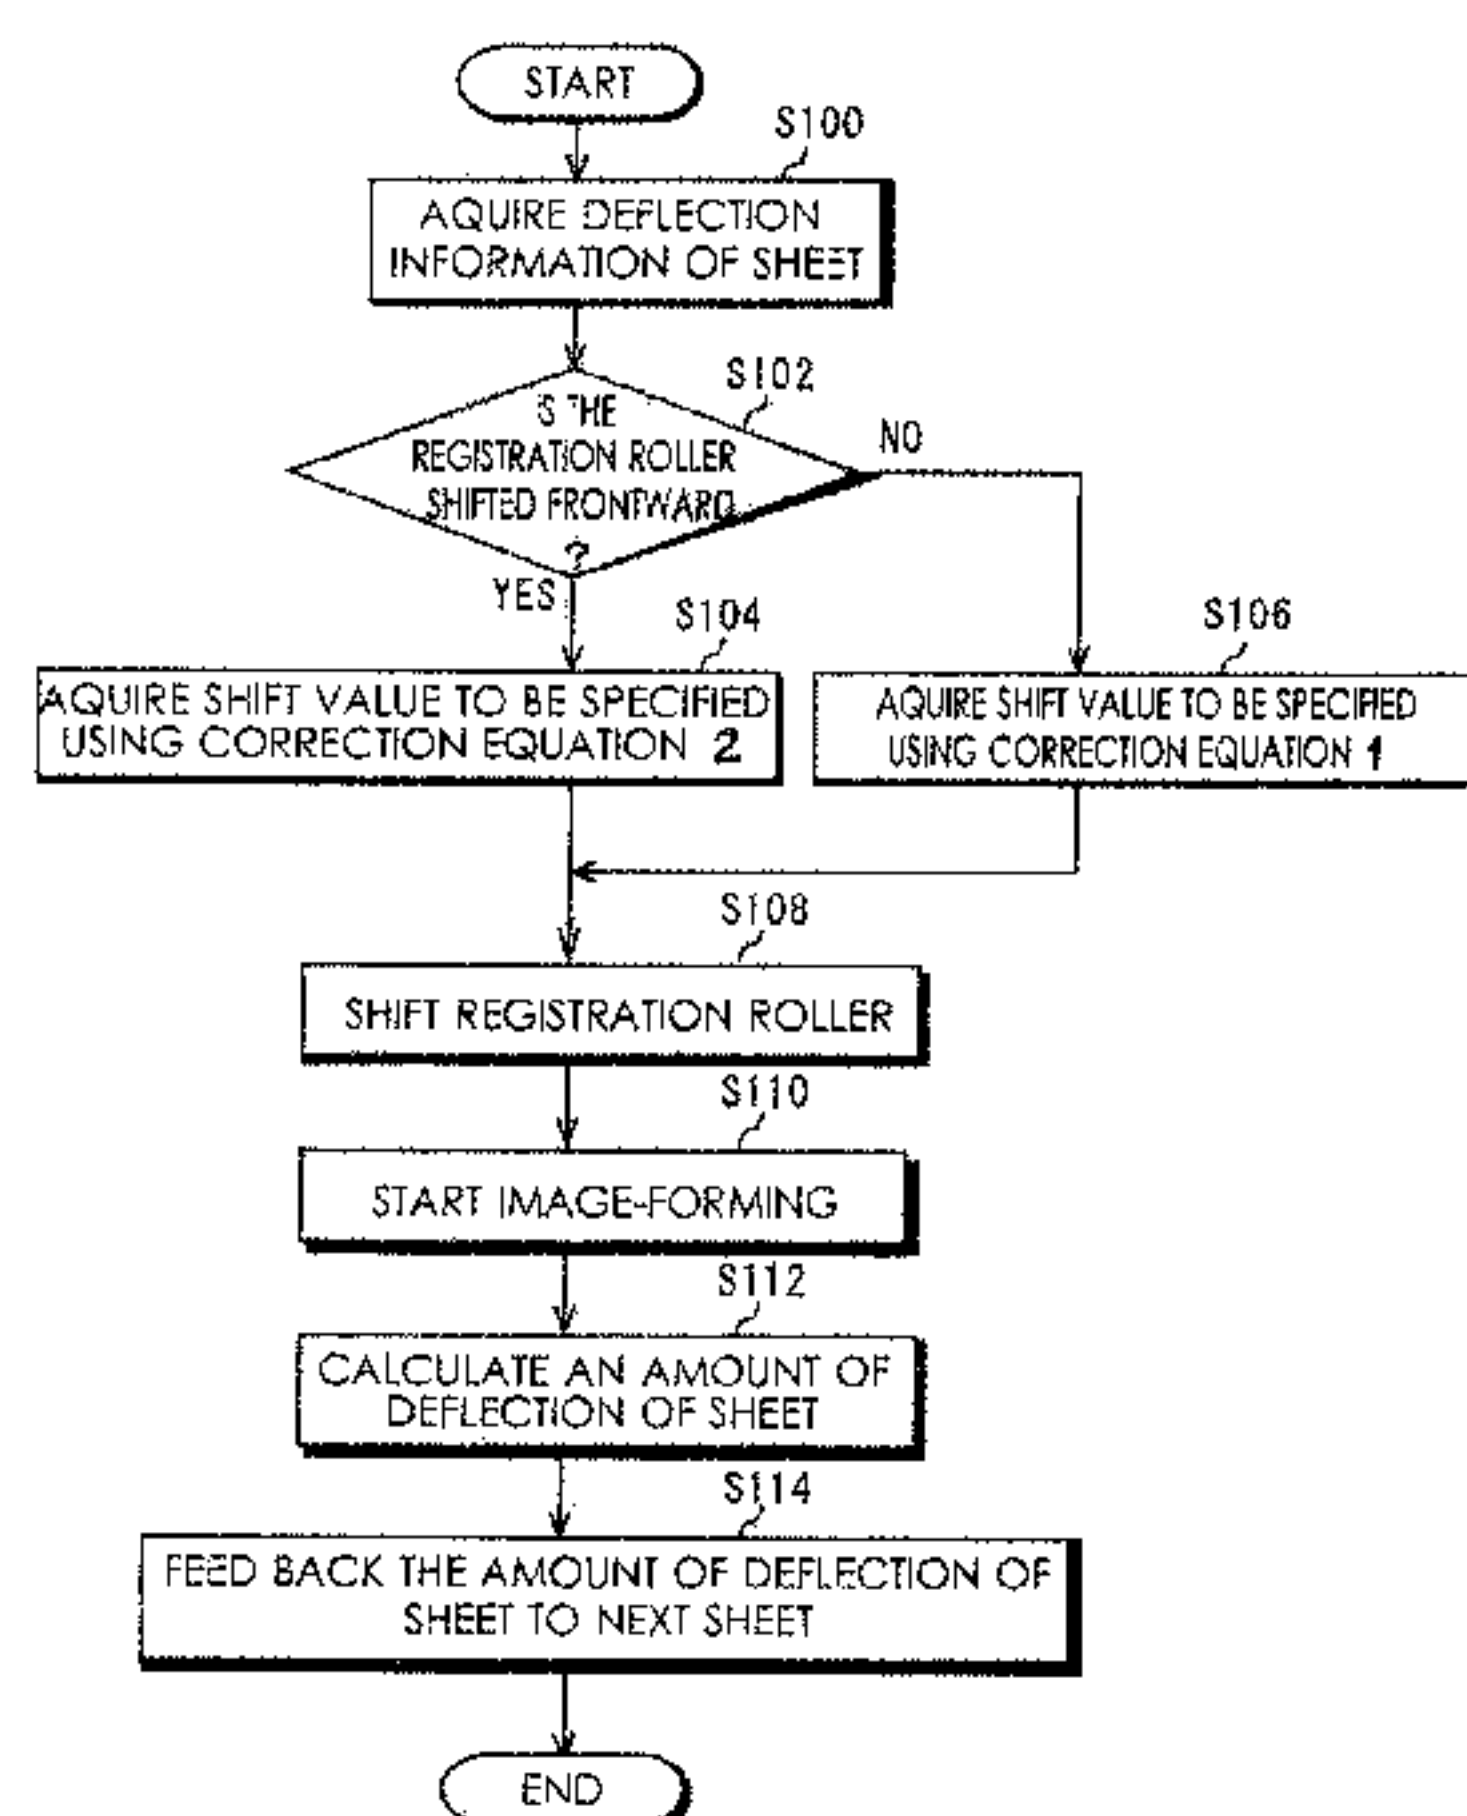 START
S100
AQUIRE DEFLECTION
INFORMATION OF SHEET
S102
IS THE
REGISTRATION ROLLER
SHIFTED FRONTWARD
?
NO
YES
S104
AQUIRE SHIFT VALUE TO BE SPECIFIED
USING CORRECTION EQUATION 2
S106
AQUIRE SHIFT VALUE TO BE SPECIFIED
USING CORRECTION EQUATION 1
S108
SHIFT REGISTRATION ROLLER
S110
START IMAGE-FORMING
S112
CALCULATE AN AMOUNT OF
DEFLECTION OF SHEET
S114
FEED BACK THE AMOUNT OF DEFLECTION OF
SHEET TO NEXT SHEET
END